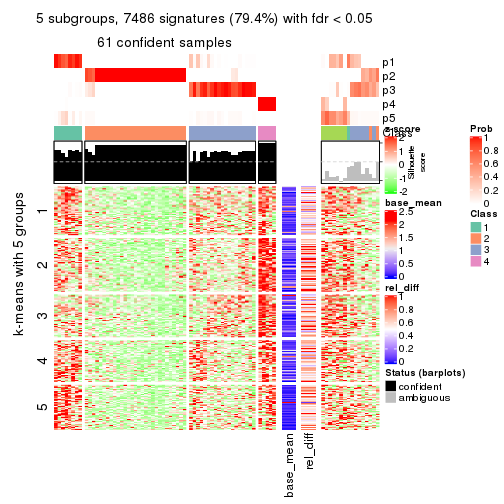 5 subgroups, 7486 signatures (79.4%) with fdr < 0.05
61 confident samples
p1
p2
p3
p4
p5
Class
z-score
2
1
0
-1
-2
Silhouette
score
Prob
1
0.8
0.6
0.4
0.2
0
base_mean
2.5
2
1.5
1
0.5
0
Class
1
2
3
4
rel_diff
1
0.8
0.6
0.4
0.2
0
Status (barplots)
confident
ambiguous
k-means with 5 groups
1
2
3
4
5
base_mean
rel_diff